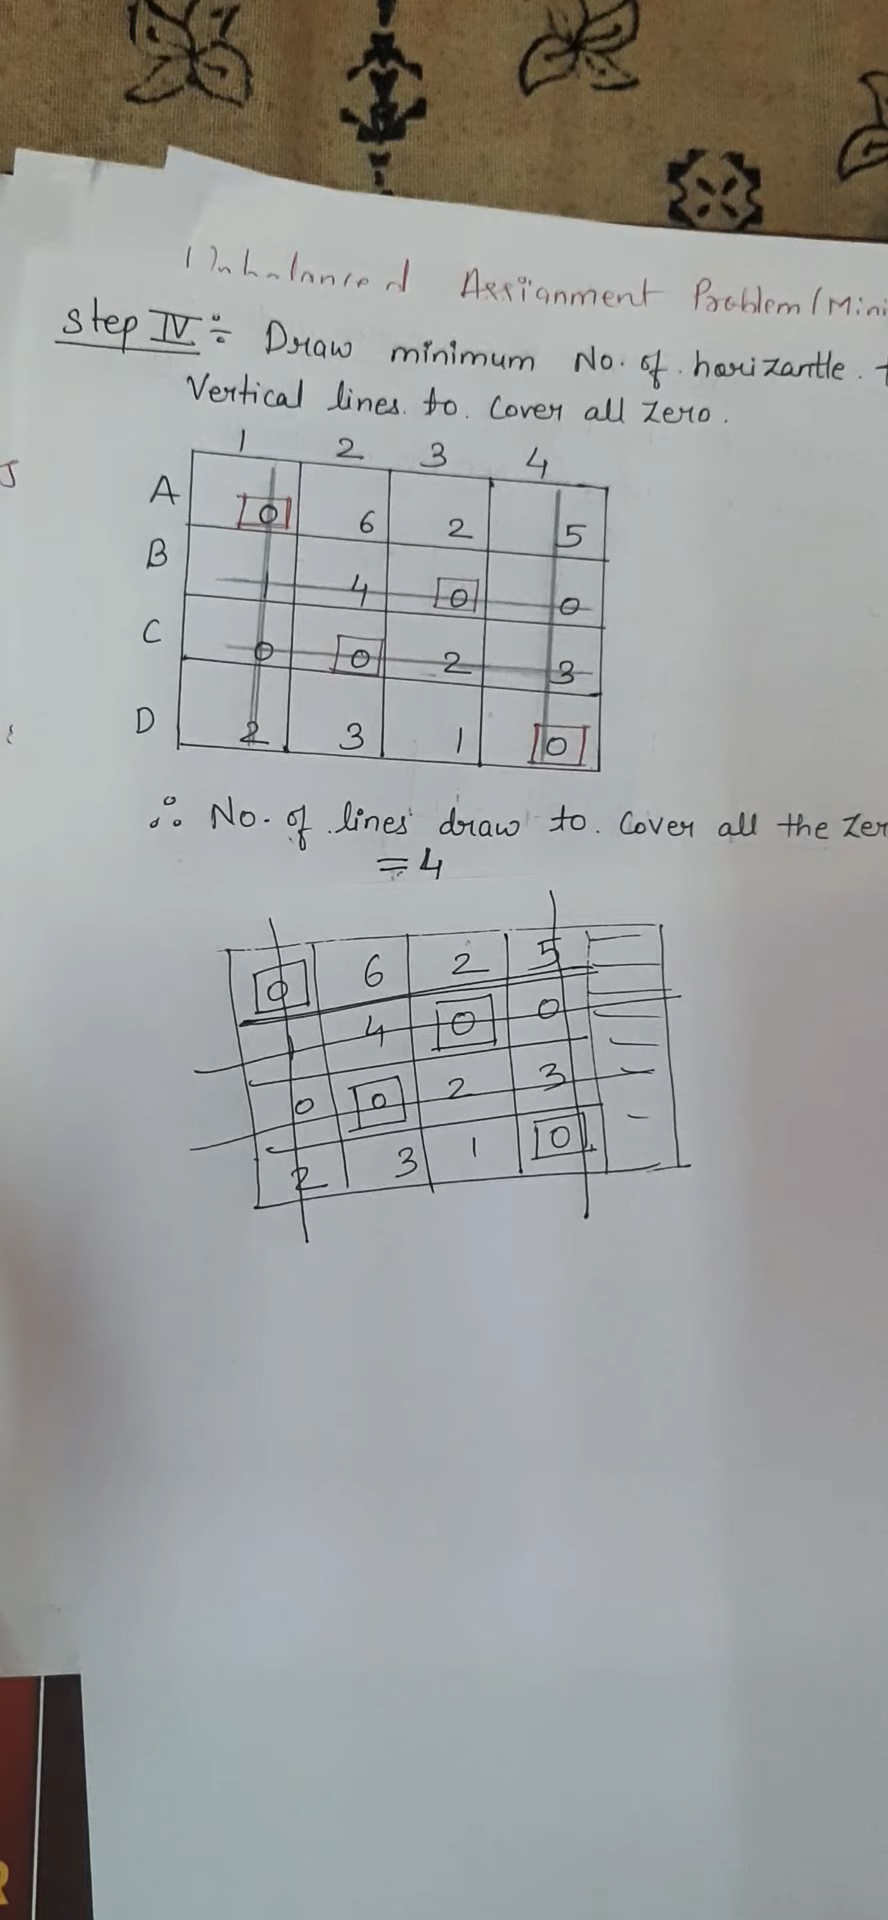 Unbalanced Assignment Problem (Mini
Step IV ÷ Draw minimum No. of horizantle. +
Vertical lines. to. Cover all zero.
1 2 3 4
A 0 6 2 5
B 1 4 0 0
C 0 0 2 3
D 2 3 1 0
∴ No. of lines draw to. Cover all the Zer
= 4
0 6 2 5
1 4 0 0
0 0 2 3
2 3 1 0